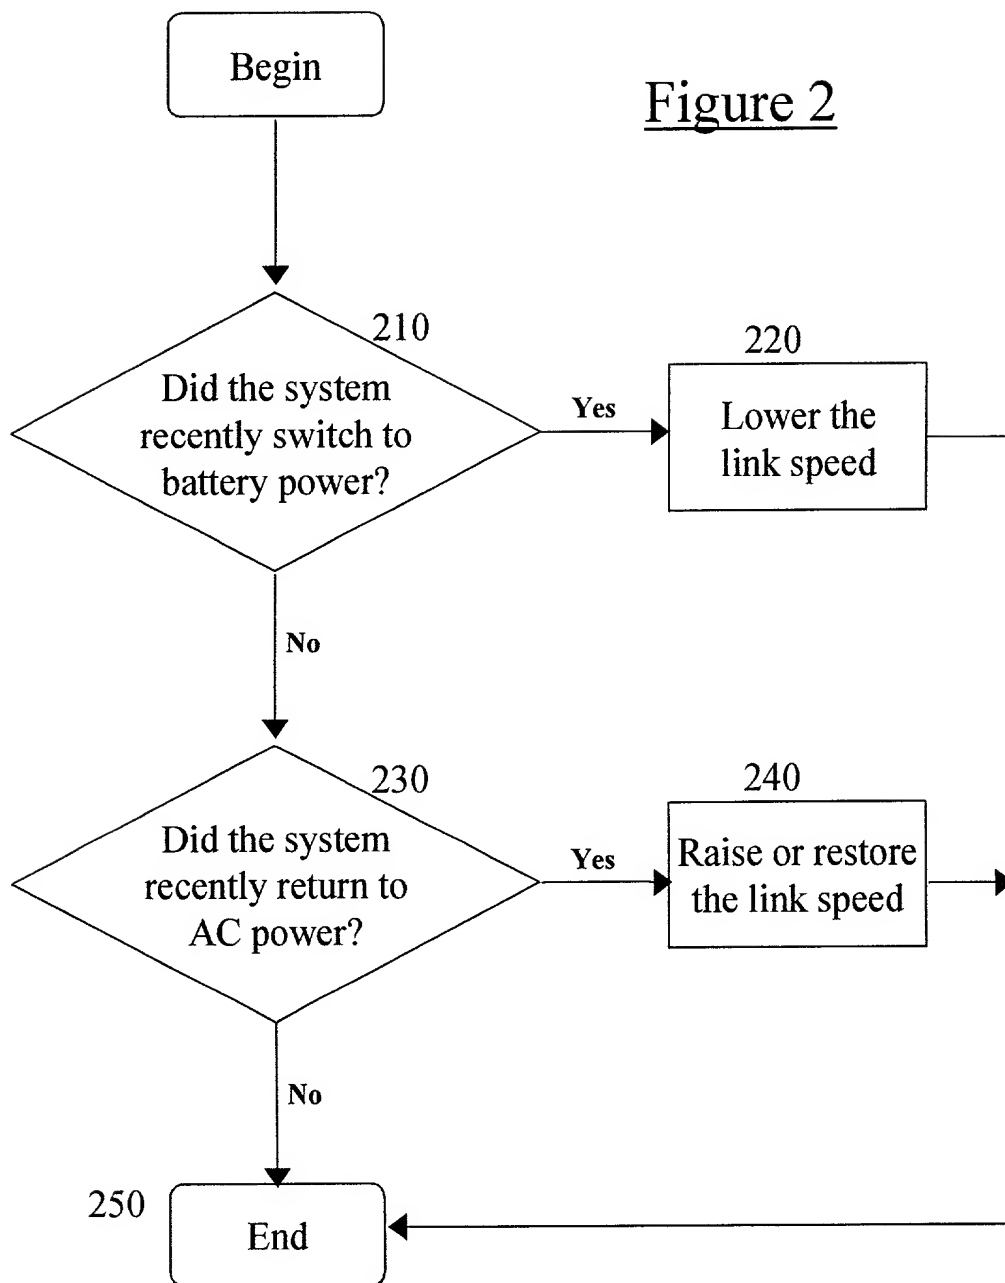 Begin
Figure 2
210
Did the system
recently switch to
battery power?
Yes
220
Lower the
link speed
No
230
Did the system
recently return to
AC power?
Yes
240
Raise or restore
the link speed
No
250
End